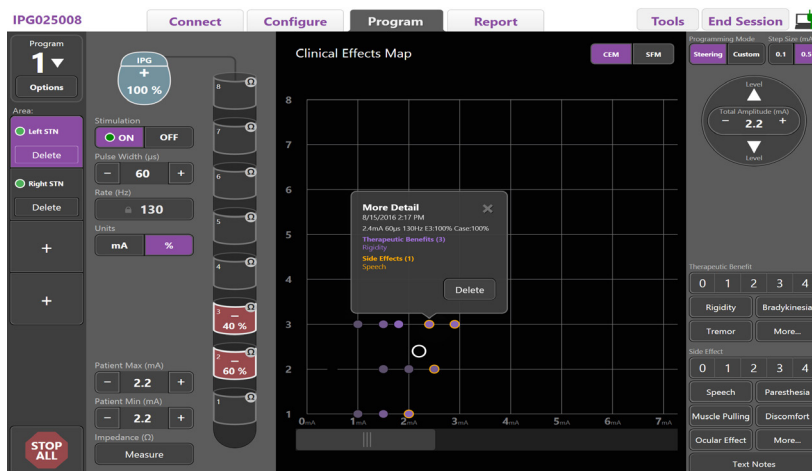 IPG025008
Connect
Configure
Program
Report
Tools
End Session
Program
1
Options
Area:
Left STN
Delete
Right STN
Delete
+
+
STOP
ALL
IPG
+
100 %
Stimulation
ON OFF
Pulse Width (µs)
− 60 +
Rate (Hz)
130
Units
mA %
Patient Max (mA)
− 2.2 +
Patient Min (mA)
− 2.2 +
Impedance (Ω)
Measure
8 Ω
7 Ω
6 Ω
5 Ω
4 Ω
3 Ω
−
40 %
2 Ω
−
60 %
1 Ω
Clinical Effects Map
CEM SFM
8
7
6
5
4
3
2
1
0mA 1mA 2mA 3mA 4mA 5mA 6mA 7mA
More Detail
8/15/2016 2:17 PM
2.4mA 60µs 130Hz E3:100% Case:100%
Therapeutic Benefits (3)
Rigidity
Side Effects (1)
Speech
Delete
Programming Mode Step Size (mA
Steering Custom 0.1 0.5
Level
Total Amplitude (mA)
− 2.2 +
Level
Therapeutic Benefit
0 1 2 3 4
Rigidity Bradykinesia
Tremor More...
Side Effect
0 1 2 3 4
Speech Paresthesia
Muscle Pulling Discomfort
Ocular Effect More...
Text Notes